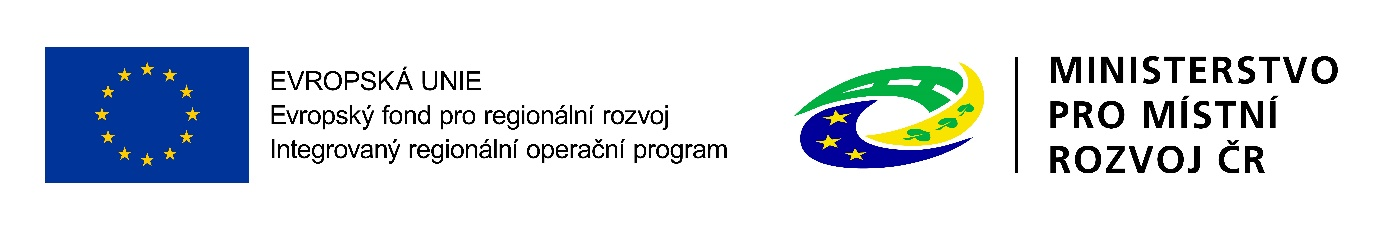 EVROPSKÁ UNIE
Evropský fond pro regionální rozvoj
Integrovaný regionální operační program
MINISTERSTVO
PRO MÍSTNÍ
ROZVOJ ČR